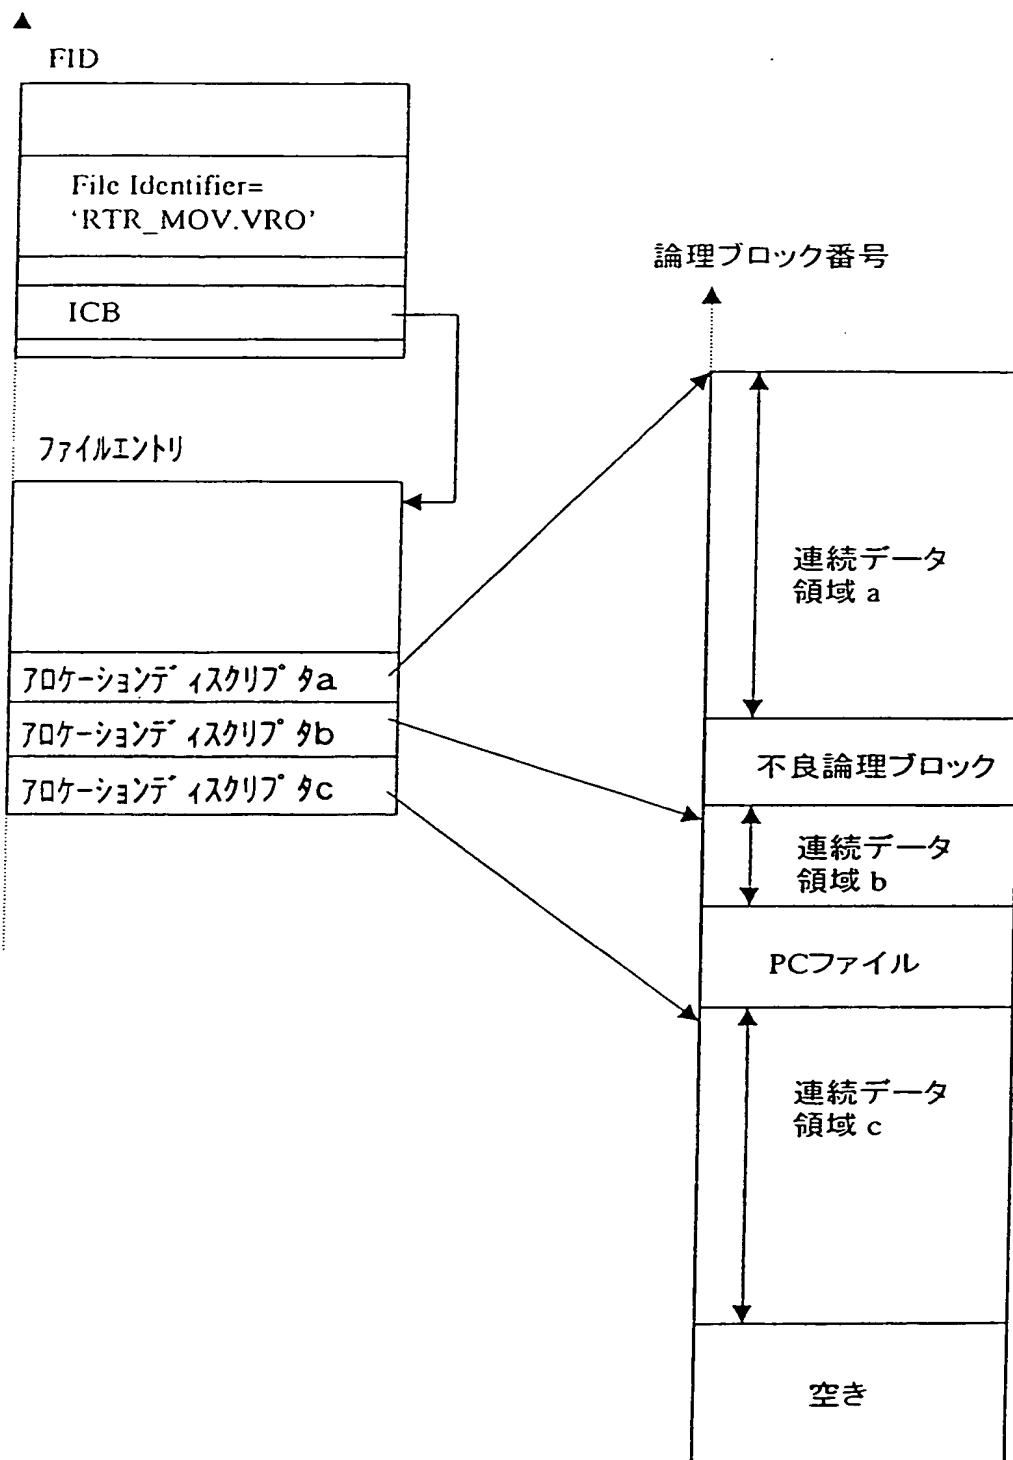 FID
File Identifier=
‘RTR_MOV.VRO’
ICB
ファイルエントリ
アロケーションディスクリプタa
アロケーションディスクリプタb
アロケーションディスクリプタc
論理ブロック番号
連続データ
領域 a
不良論理ブロック
連続データ
領域 b
PCファイル
連続データ
領域 c
空き